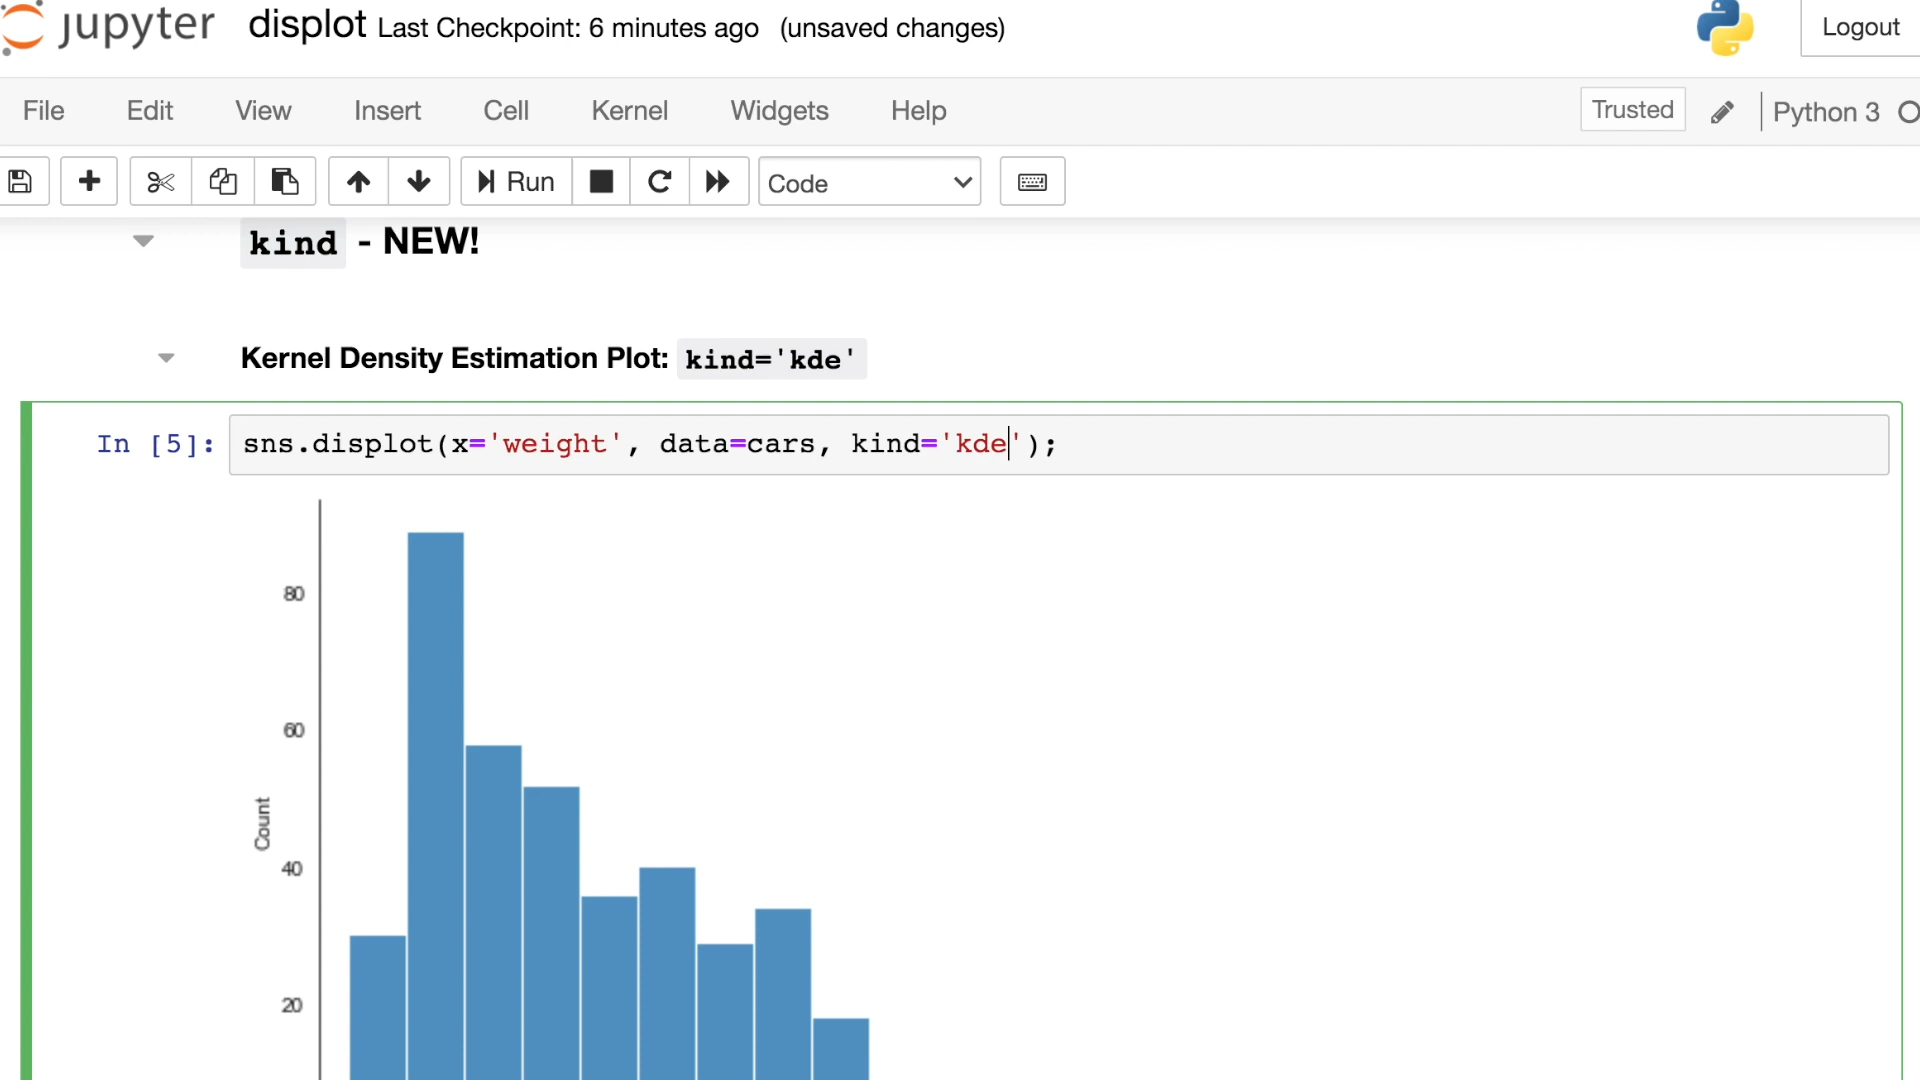 jupyter displot Last Checkpoint: 6 minutes ago (unsaved changes) Logout
File Edit View Insert Cell Kernel Widgets Help Trusted Python 3
Run Code
kind - NEW!
Kernel Density Estimation Plot: kind='kde'
In [5]: sns.displot(x='weight', data=cars, kind='kde');
80
60
Count
40
20